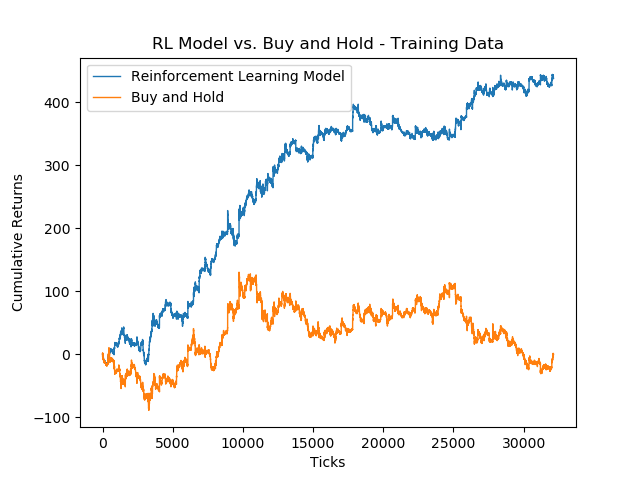 RL Model vs. Buy and Hold - Training Data
Reinforcement Learning Model
Buy and Hold
Cumulative Returns
400
300
200
100
0
−100
0 5000 10000 15000 20000 25000 30000
Ticks